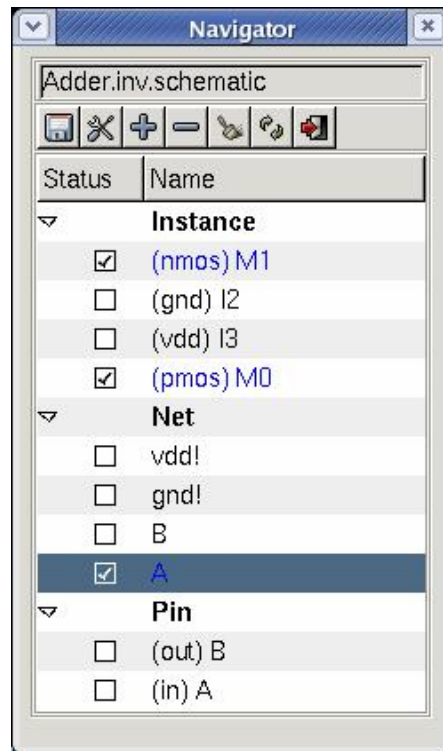 Navigator
Adder.inv.schematic
Status Name
Instance
(nmos) M1
(gnd) I2
(vdd) I3
(pmos) M0
Net
vdd!
gnd!
B
A
Pin
(out) B
(in) A